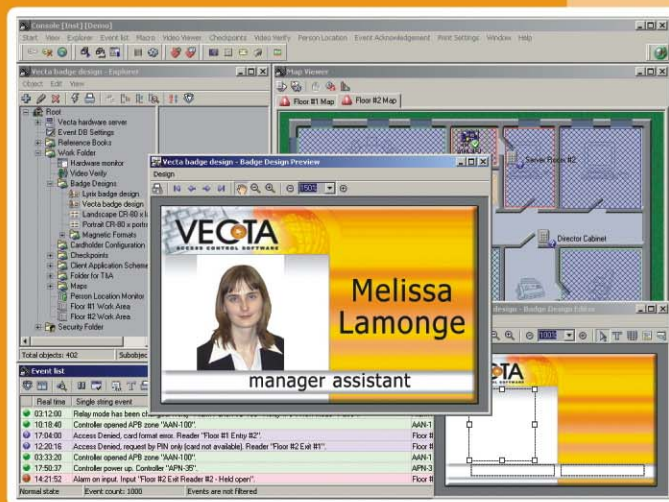 Console [Inst] [Demo]
Start View Explorer Event list Macro Video Viewer Checkpoints Video Verify Person Location Event Acknowledgement Print Settings Window Help
Vecta badge design - Explorer
Object Edit View
Root
Vecta hardware server
Event DB Settings
Reference Books
Work Folder
Hardware monitor
Video Verify
Badge Designs
Lyrix badge design
Vecta badge design
Landscape CR-80 x l
Portrait CR-80 x portr
Magnetic Formats
Cardholder Configuration
Checkpoints
Client Application Scheme
Folder for T&A
Maps
Person Location Monitor
Floor #1 Work Area
Floor #2 Work Area
Security Folder
Total objects: 402 Subobjec
Map Viewer
Floor #1 Map Floor #2 Map
Server Room #2
Director Cabinet
Vecta badge design - Badge Design Preview
Design
150%
VECTA
ACCESS CONTROL SOFTWARE
Melissa
Lamonge
manager assistant
design - Badge Design Editor
100%
TA
Event list
Real time Single string event
03:12:00 Relay mode has been
10:18:40 Controller opened APB zone "AAN-100". AAN-1
17:04:00 Access Denied, card format error. Reader "Floor #1 Entry #2". Floor #
12:20:16 Access Denied, request by PIN only (card not available). Reader "Floor #2 Exit #1". Floor #
03:33:20 Controller opened APB zone "AAN-100". AAN-1
17:50:37 Controller power up. Controller "APN-35". APN-3
14:21:52 Alarm on input. Input "Floor #2 Exit Reader #2 - Held open". Floor #
Normal state Event count: 1000 Events are not filtered